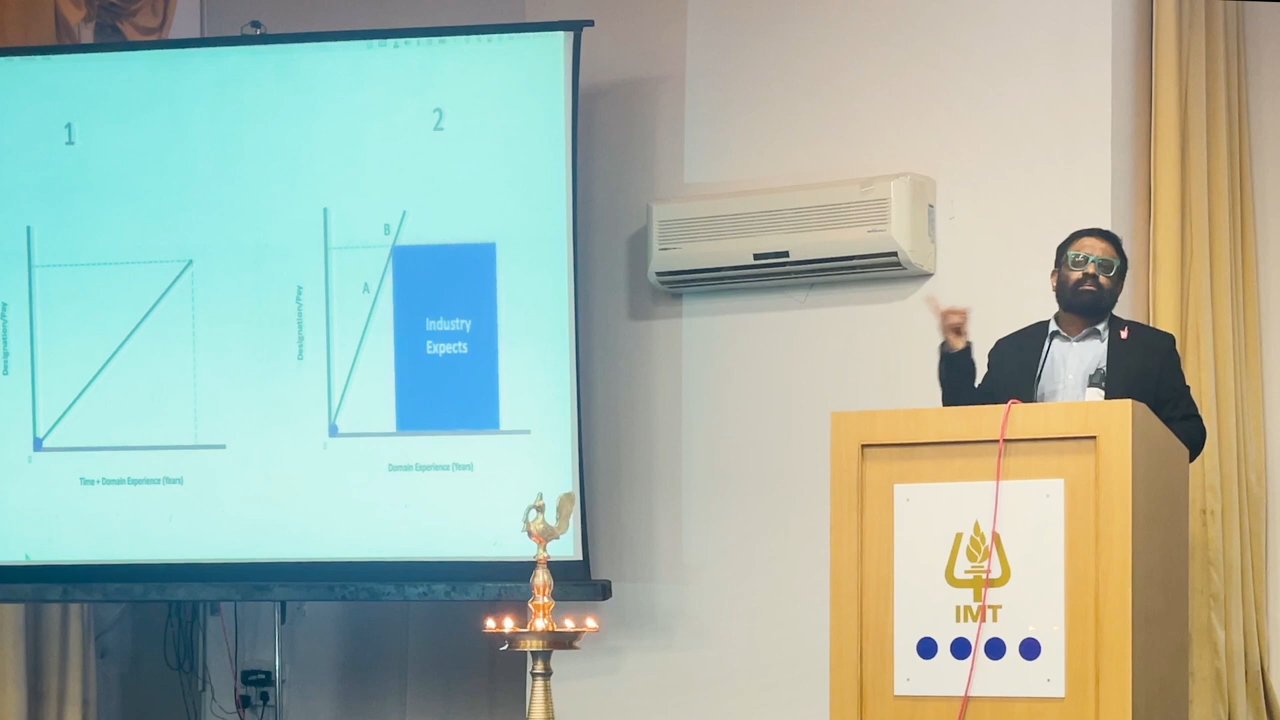 1
2
Designation/Pay
Time + Domain Experience (Years)
B
A
Designation/Pay
Industry
Expects
Domain Experience (Years)
IMT